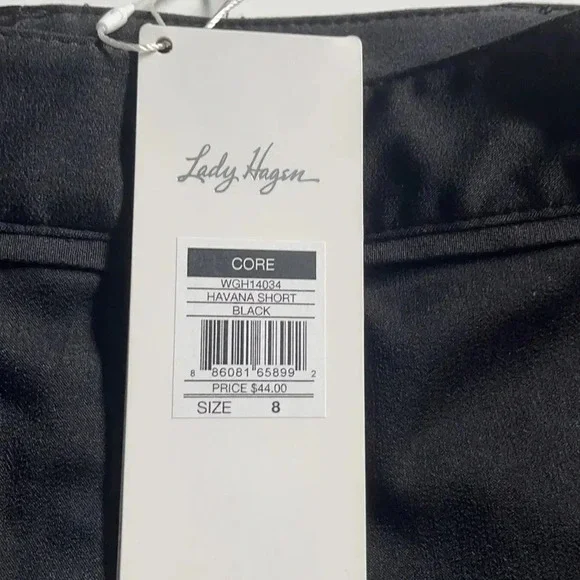 Lady Hagen
CORE
WGH14034
HAVANA SHORT
BLACK
8 86081 65899 2
PRICE $44.00
SIZE 8